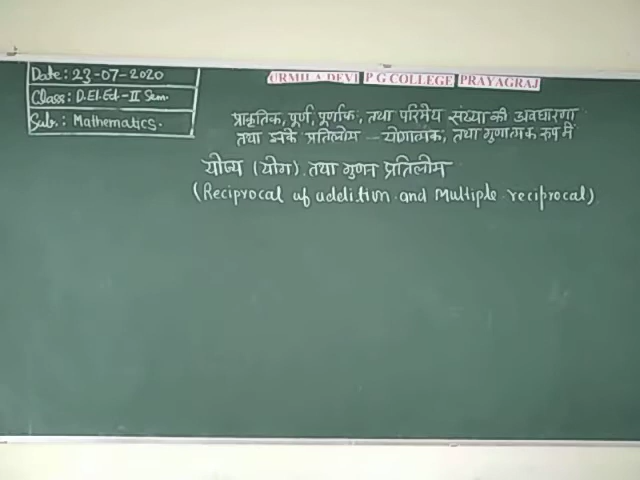 Date: 23-07-2020
Class: D.El.Ed-II Sem.
Sub.: Mathematics.
URMILA DEVI P G COLLEGE PRAYAGRAJ
प्राकृतिक, पूर्ण, पूर्णांक, तथा परिमेय संख्या की अवधारणा
तथा उनके प्रतिलोम - योगात्मक, तथा गुणात्मक रूप में
योज्य (योग) तथा गुणन प्रतिलोम
(Reciprocal of addition and Multiple reciprocal)